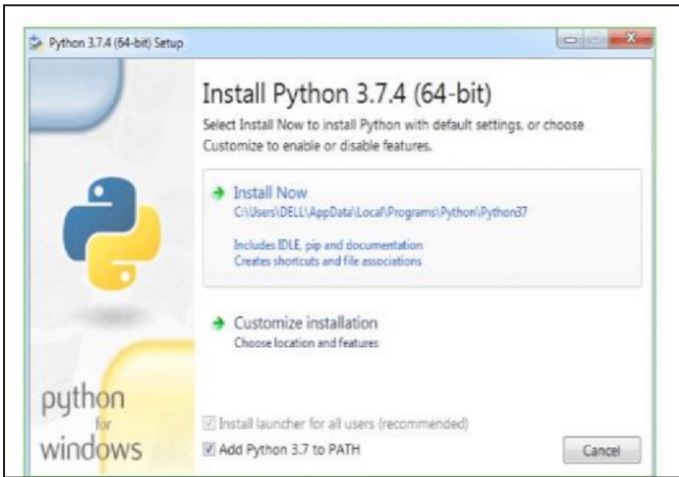 Python 3.7.4 (64-bit) Setup
Install Python 3.7.4 (64-bit)
Select Install Now to install Python with default settings, or choose
Customize to enable or disable features.
Install Now
C:\Users\DELL\AppData\Local\Programs\Python\Python37
Includes IDLE, pip and documentation
Creates shortcuts and file associations
Customize installation
Choose location and features
python
for
windows
Install launcher for all users (recommended)
Add Python 3.7 to PATH
Cancel